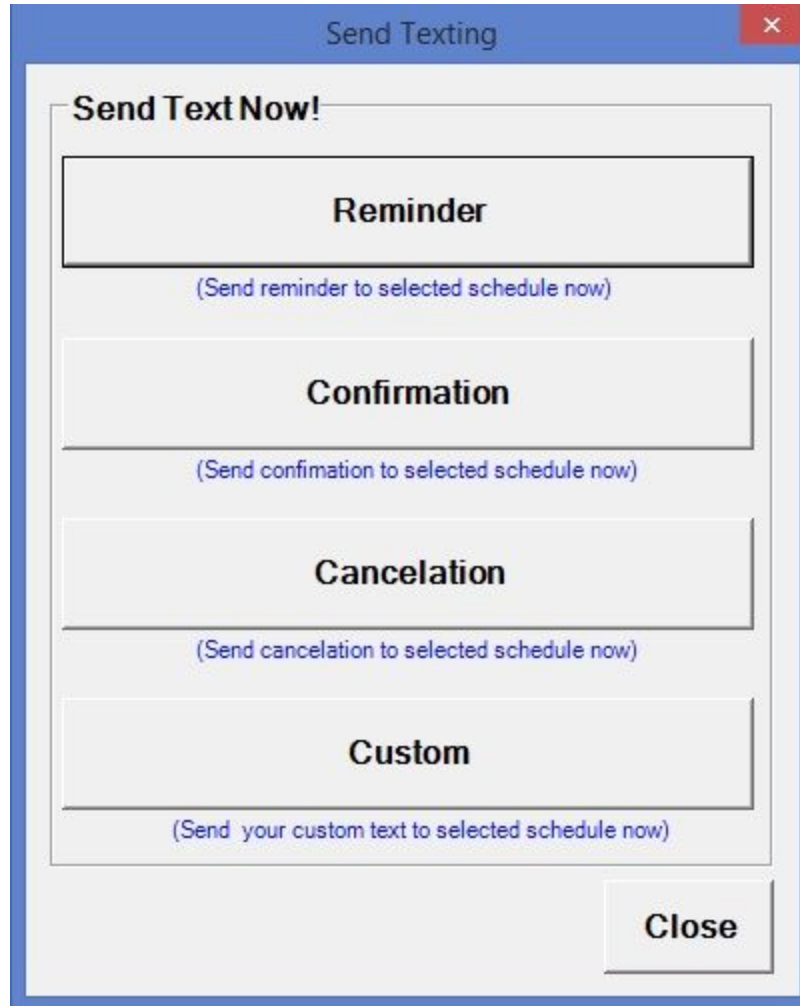 Send Texting
Send Text Now!
Reminder
(Send reminder to selected schedule now)
Confirmation
(Send confimation to selected schedule now)
Cancelation
(Send cancelation to selected schedule now)
Custom
(Send  your custom text to selected schedule now)
Close